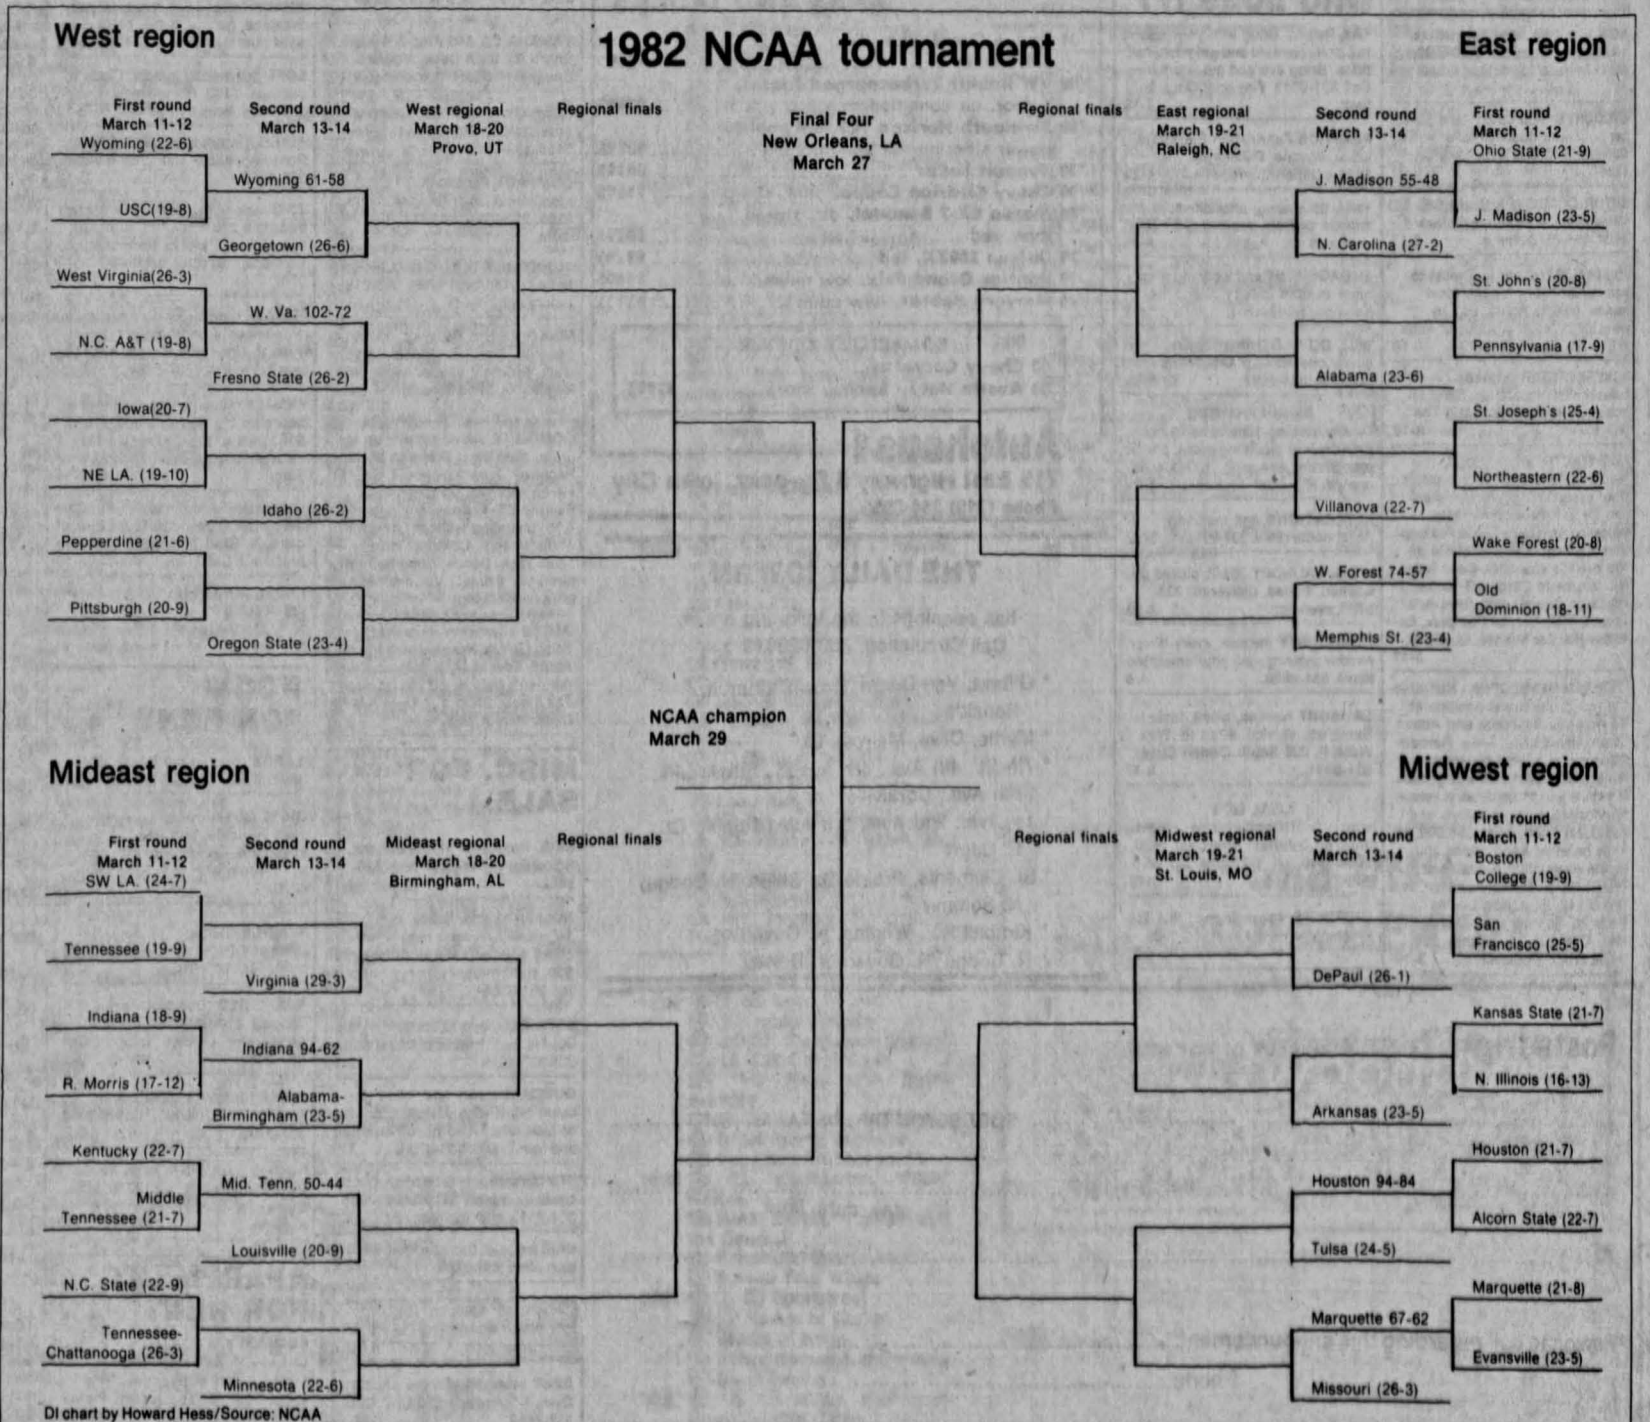 West region
1982 NCAA tournament
East region
First round
March 11-12
Second round
March 13-14
West regional
March 18-20
Provo, UT
Regional finals
Final Four
New Orleans, LA
March 27
Regional finals
East regional
March 19-21
Raleigh, NC
Second round
March 13-14
First round
March 11-12
Wyoming (22-6)
Wyoming 61-58
USC(19-8)
Georgetown (26-6)
West Virginia(26-3)
W. Va. 102-72
N.C. A&T (19-8)
Fresno State (26-2)
Iowa(20-7)
NE LA. (19-10)
Idaho (26-2)
Pepperdine (21-6)
Pittsburgh (20-9)
Oregon State (23-4)
Ohio State (21-9)
J. Madison 55-48
J. Madison (23-5)
N. Carolina (27-2)
St. John's (20-8)
Pennsylvania (17-9)
Alabama (23-6)
St. Joseph's (25-4)
Northeastern (22-6)
Villanova (22-7)
Wake Forest (20-8)
W. Forest 74-57
Old
Dominion (18-11)
Memphis St. (23-4)
NCAA champion
March 29
Mideast region
Midwest region
First round
March 11-12
Second round
March 13-14
Mideast regional
March 18-20
Birmingham, AL
Regional finals
Regional finals
Midwest regional
March 19-21
St. Louis, MO
Second round
March 13-14
First round
March 11-12
SW LA. (24-7)
Tennessee (19-9)
Virginia (29-3)
Indiana (18-9)
Indiana 94-62
R. Morris (17-12)
Alabama-
Birmingham (23-5)
Kentucky (22-7)
Mid. Tenn. 50-44
Middle
Tennessee (21-7)
Louisville (20-9)
N.C. State (22-9)
Tennessee-
Chattanooga (26-3)
Minnesota (22-6)
Boston
College (19-9)
San
Francisco (25-5)
DePaul (26-1)
Kansas State (21-7)
N. Illinois (16-13)
Arkansas (23-5)
Houston (21-7)
Houston 94-84
Alcorn State (22-7)
Tulsa (24-5)
Marquette (21-8)
Marquette 67-62
Evansville (23-5)
Missouri (26-3)
DI chart by Howard Hess/Source: NCAA